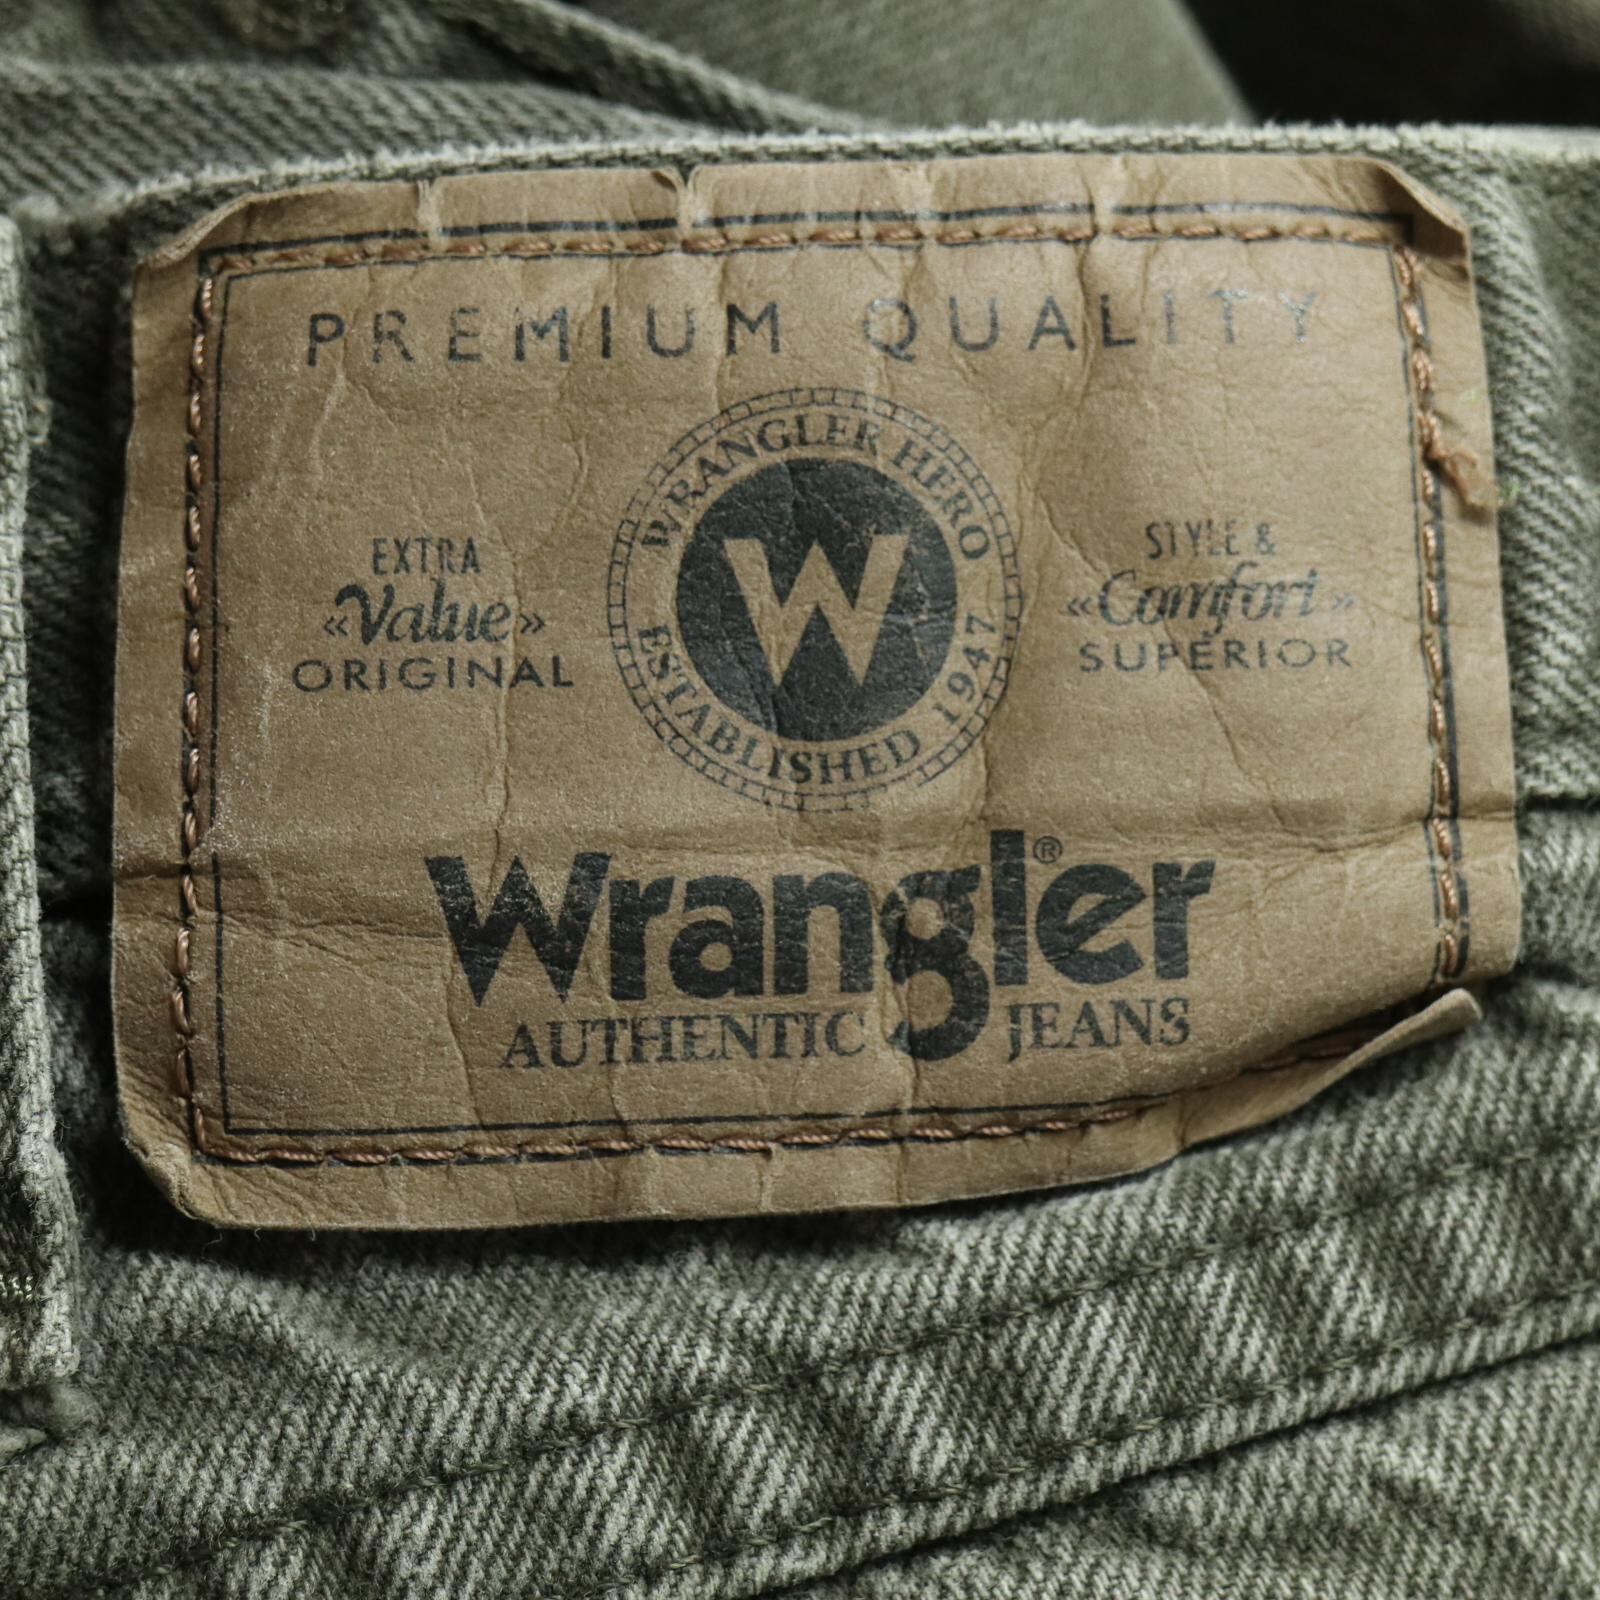 PREMIUM QUALITY
WRANGLER HERO
ESTABLISHED 1947
W
EXTRA
«Value»
ORIGINAL
STYLE &
«Comfort»
SUPERIOR
Wrangler®
AUTHENTIC JEANS